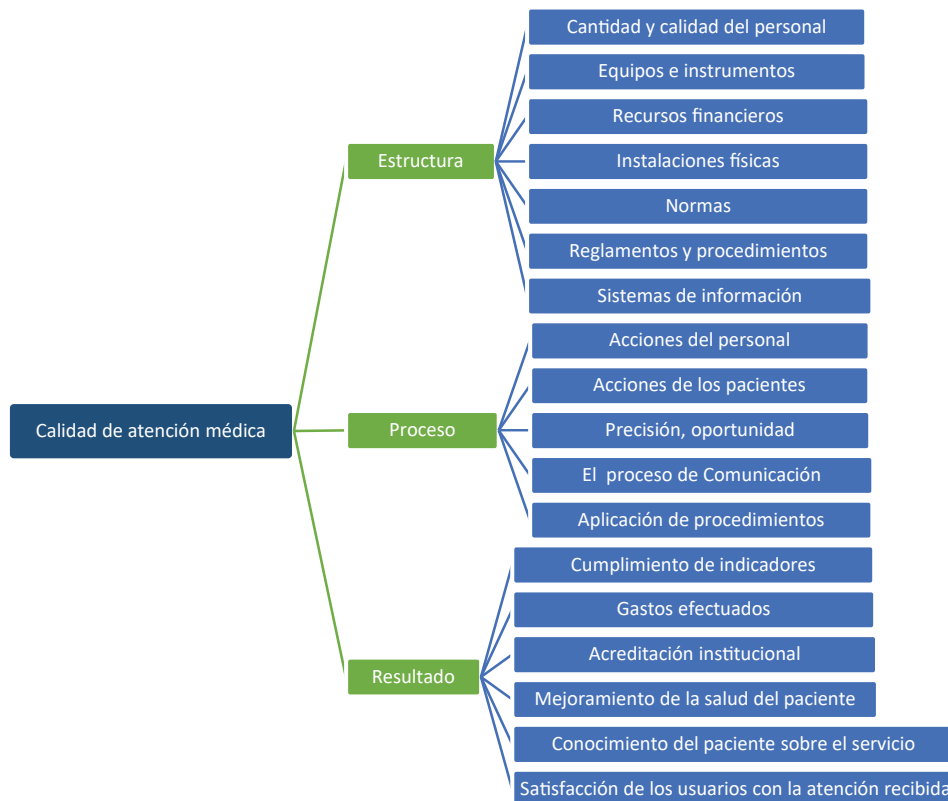 Calidad de atención médica
Estructura
Cantidad y calidad del personal
Equipos e instrumentos
Recursos financieros
Instalaciones físicas
Normas
Reglamentos y procedimientos
Sistemas de información
Proceso
Acciones del personal
Acciones de los pacientes
Precisión, oportunidad
El  proceso de Comunicación
Aplicación de procedimientos
Resultado
Cumplimiento de indicadores
Gastos efectuados
Acreditación institucional
Mejoramiento de la salud del paciente
Conocimiento del paciente sobre el servicio
Satisfacción de los usuarios con la atención recibida